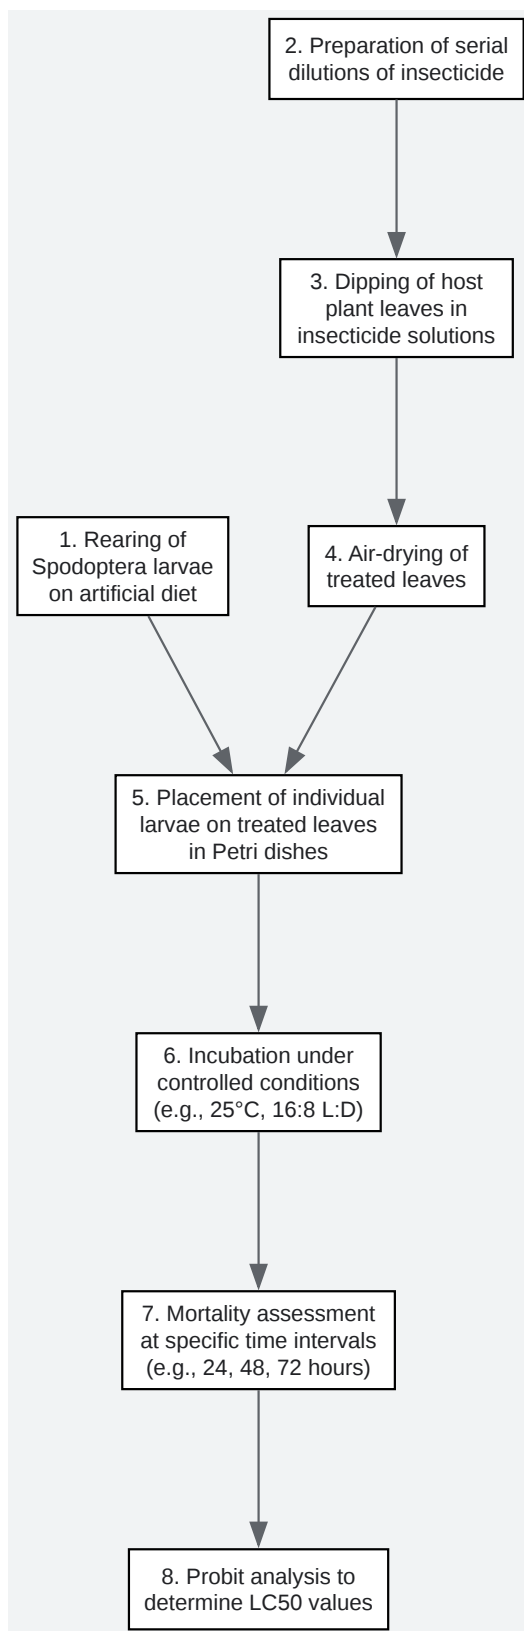 2. Preparation of serial
dilutions of insecticide
3. Dipping of host
plant leaves in
insecticide solutions
1. Rearing of
Spodoptera larvae
on artificial diet
4. Air-drying of
treated leaves
5. Placement of individual
larvae on treated leaves
in Petri dishes
6. Incubation under
controlled conditions
(e.g., 25°C, 16:8 L:D)
7. Mortality assessment
at specific time intervals
(e.g., 24, 48, 72 hours)
8. Probit analysis to
determine LC50 values